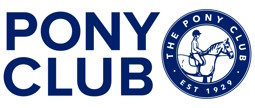 PONY
CLUB
THE PONY CLUB
EST 1929